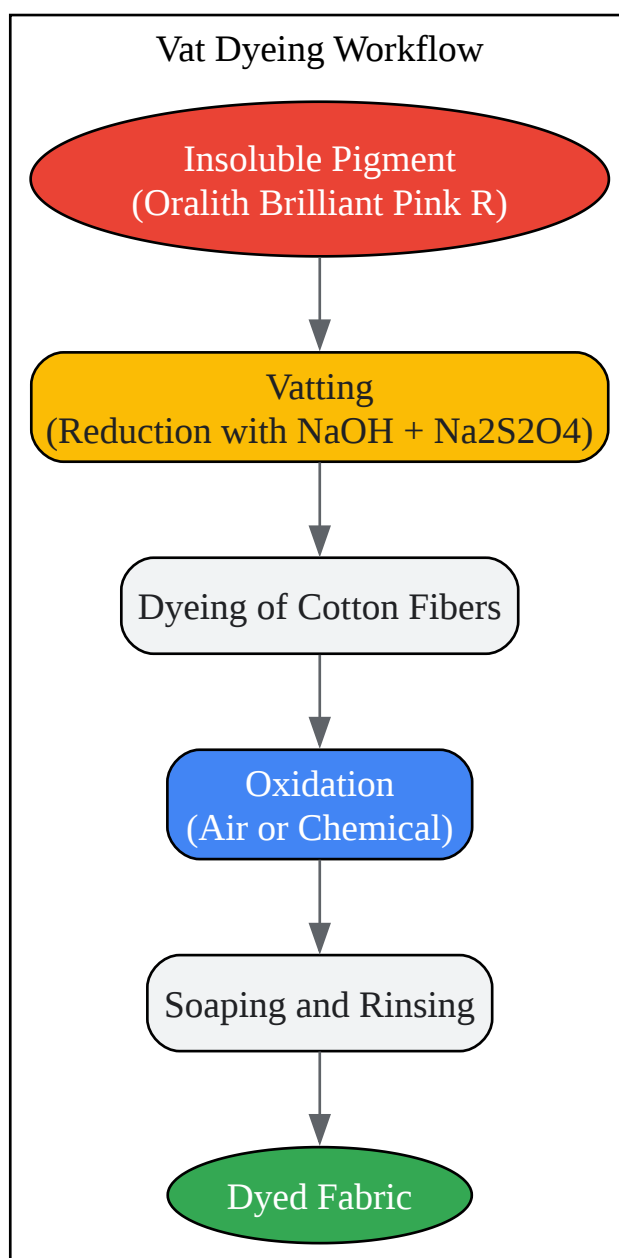 Vat Dyeing Workflow
Insoluble Pigment
(Oralith Brilliant Pink R)
Vatting
(Reduction with NaOH + Na2S2O4)
Dyeing of Cotton Fibers
Oxidation
(Air or Chemical)
Soaping and Rinsing
Dyed Fabric